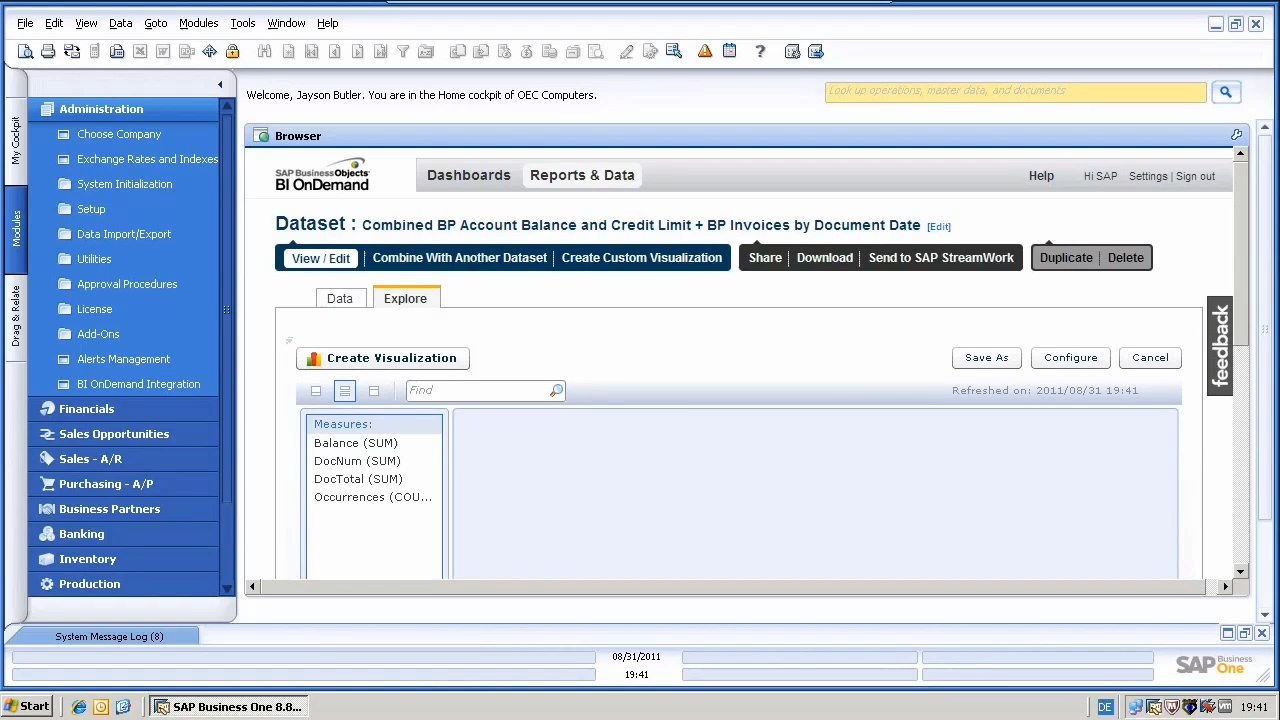 File Edit View Data Goto Modules Tools Window Help
Welcome, Jayson Butler. You are in the Home cockpit of OEC Computers.
Look up operations, master data, and documents
My Cockpit
Modules
Drag & Relate
Administration
Choose Company
Exchange Rates and Indexes
System Initialization
Setup
Data Import/Export
Utilities
Approval Procedures
License
Add-Ons
Alerts Management
BI OnDemand Integration
Financials
Sales Opportunities
Sales - A/R
Purchasing - A/P
Business Partners
Banking
Inventory
Production
Browser
SAP BusinessObjects
BI OnDemand
Dashboards Reports & Data Help Hi SAP Settings | Sign out
Dataset : Combined BP Account Balance and Credit Limit + BP Invoices by Document Date [Edit]
View / Edit Combine With Another Dataset Create Custom Visualization Share Download Send to SAP StreamWork Duplicate Delete
Data Explore
Create Visualization Save As Configure Cancel
Find Refreshed on: 2011/08/31 19:41
Measures:
Balance (SUM)
DocNum (SUM)
DocTotal (SUM)
Occurrences (COU...
feedback
System Message Log (8)
08/31/2011
19:41
SAP Business One
Start SAP Business One 8.8... DE 19:41